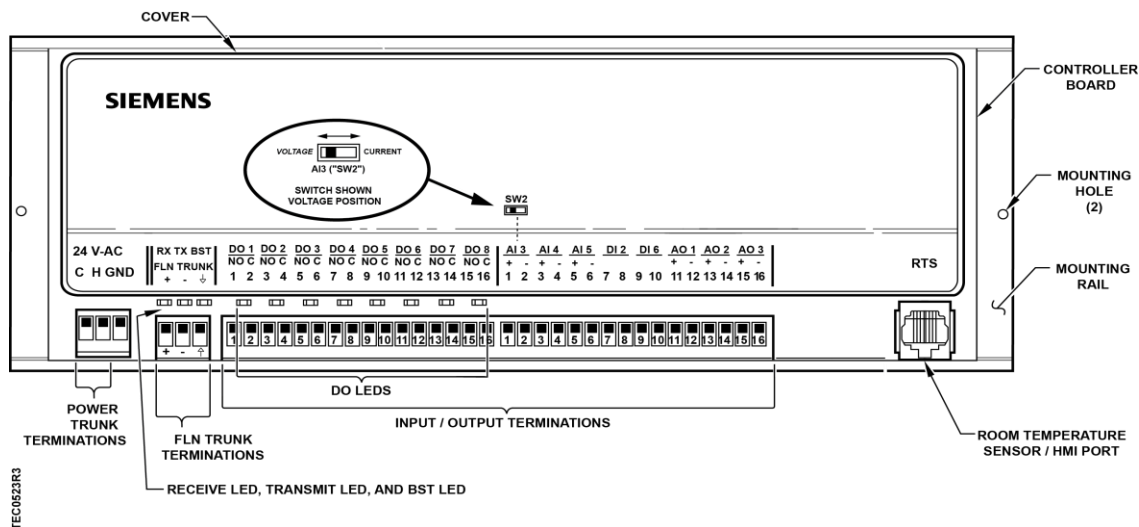 COVER
SIEMENS
CONTROLLER
BOARD
VOLTAGE CURRENT
AI3 ("SW2")
SWITCH SHOWN
VOLTAGE POSITION
SW2
MOUNTING
HOLE
(2)
24 V-AC RX TX BST DO 1 DO 2 DO 3 DO 4 DO 5 DO 6 DO 7 DO 8 AI 3 AI 4 AI 5 DI 2 DI 6 AO 1 AO 2 AO 3 RTS
C H GND FLN TRUNK NO C NO C NO C NO C NO C NO C NO C NO C + - + - + - + - + - + -
+ - 1 2 3 4 5 6 7 8 9 10 11 12 13 14 15 16 1 2 3 4 5 6 7 8 9 10 11 12 13 14 15 16
MOUNTING
RAIL
+ - 1 2 3 4 5 6 7 8 9 10 11 12 13 14 15 16 1 2 3 4 5 6 7 8 9 10 11 12 13 14 15 16
DO LEDS
POWER
TRUNK
TERMINATIONS
FLN TRUNK
TERMINATIONS
INPUT / OUTPUT TERMINATIONS
ROOM TEMPERATURE
SENSOR / HMI PORT
RECEIVE LED, TRANSMIT LED, AND BST LED
TEC0523R3